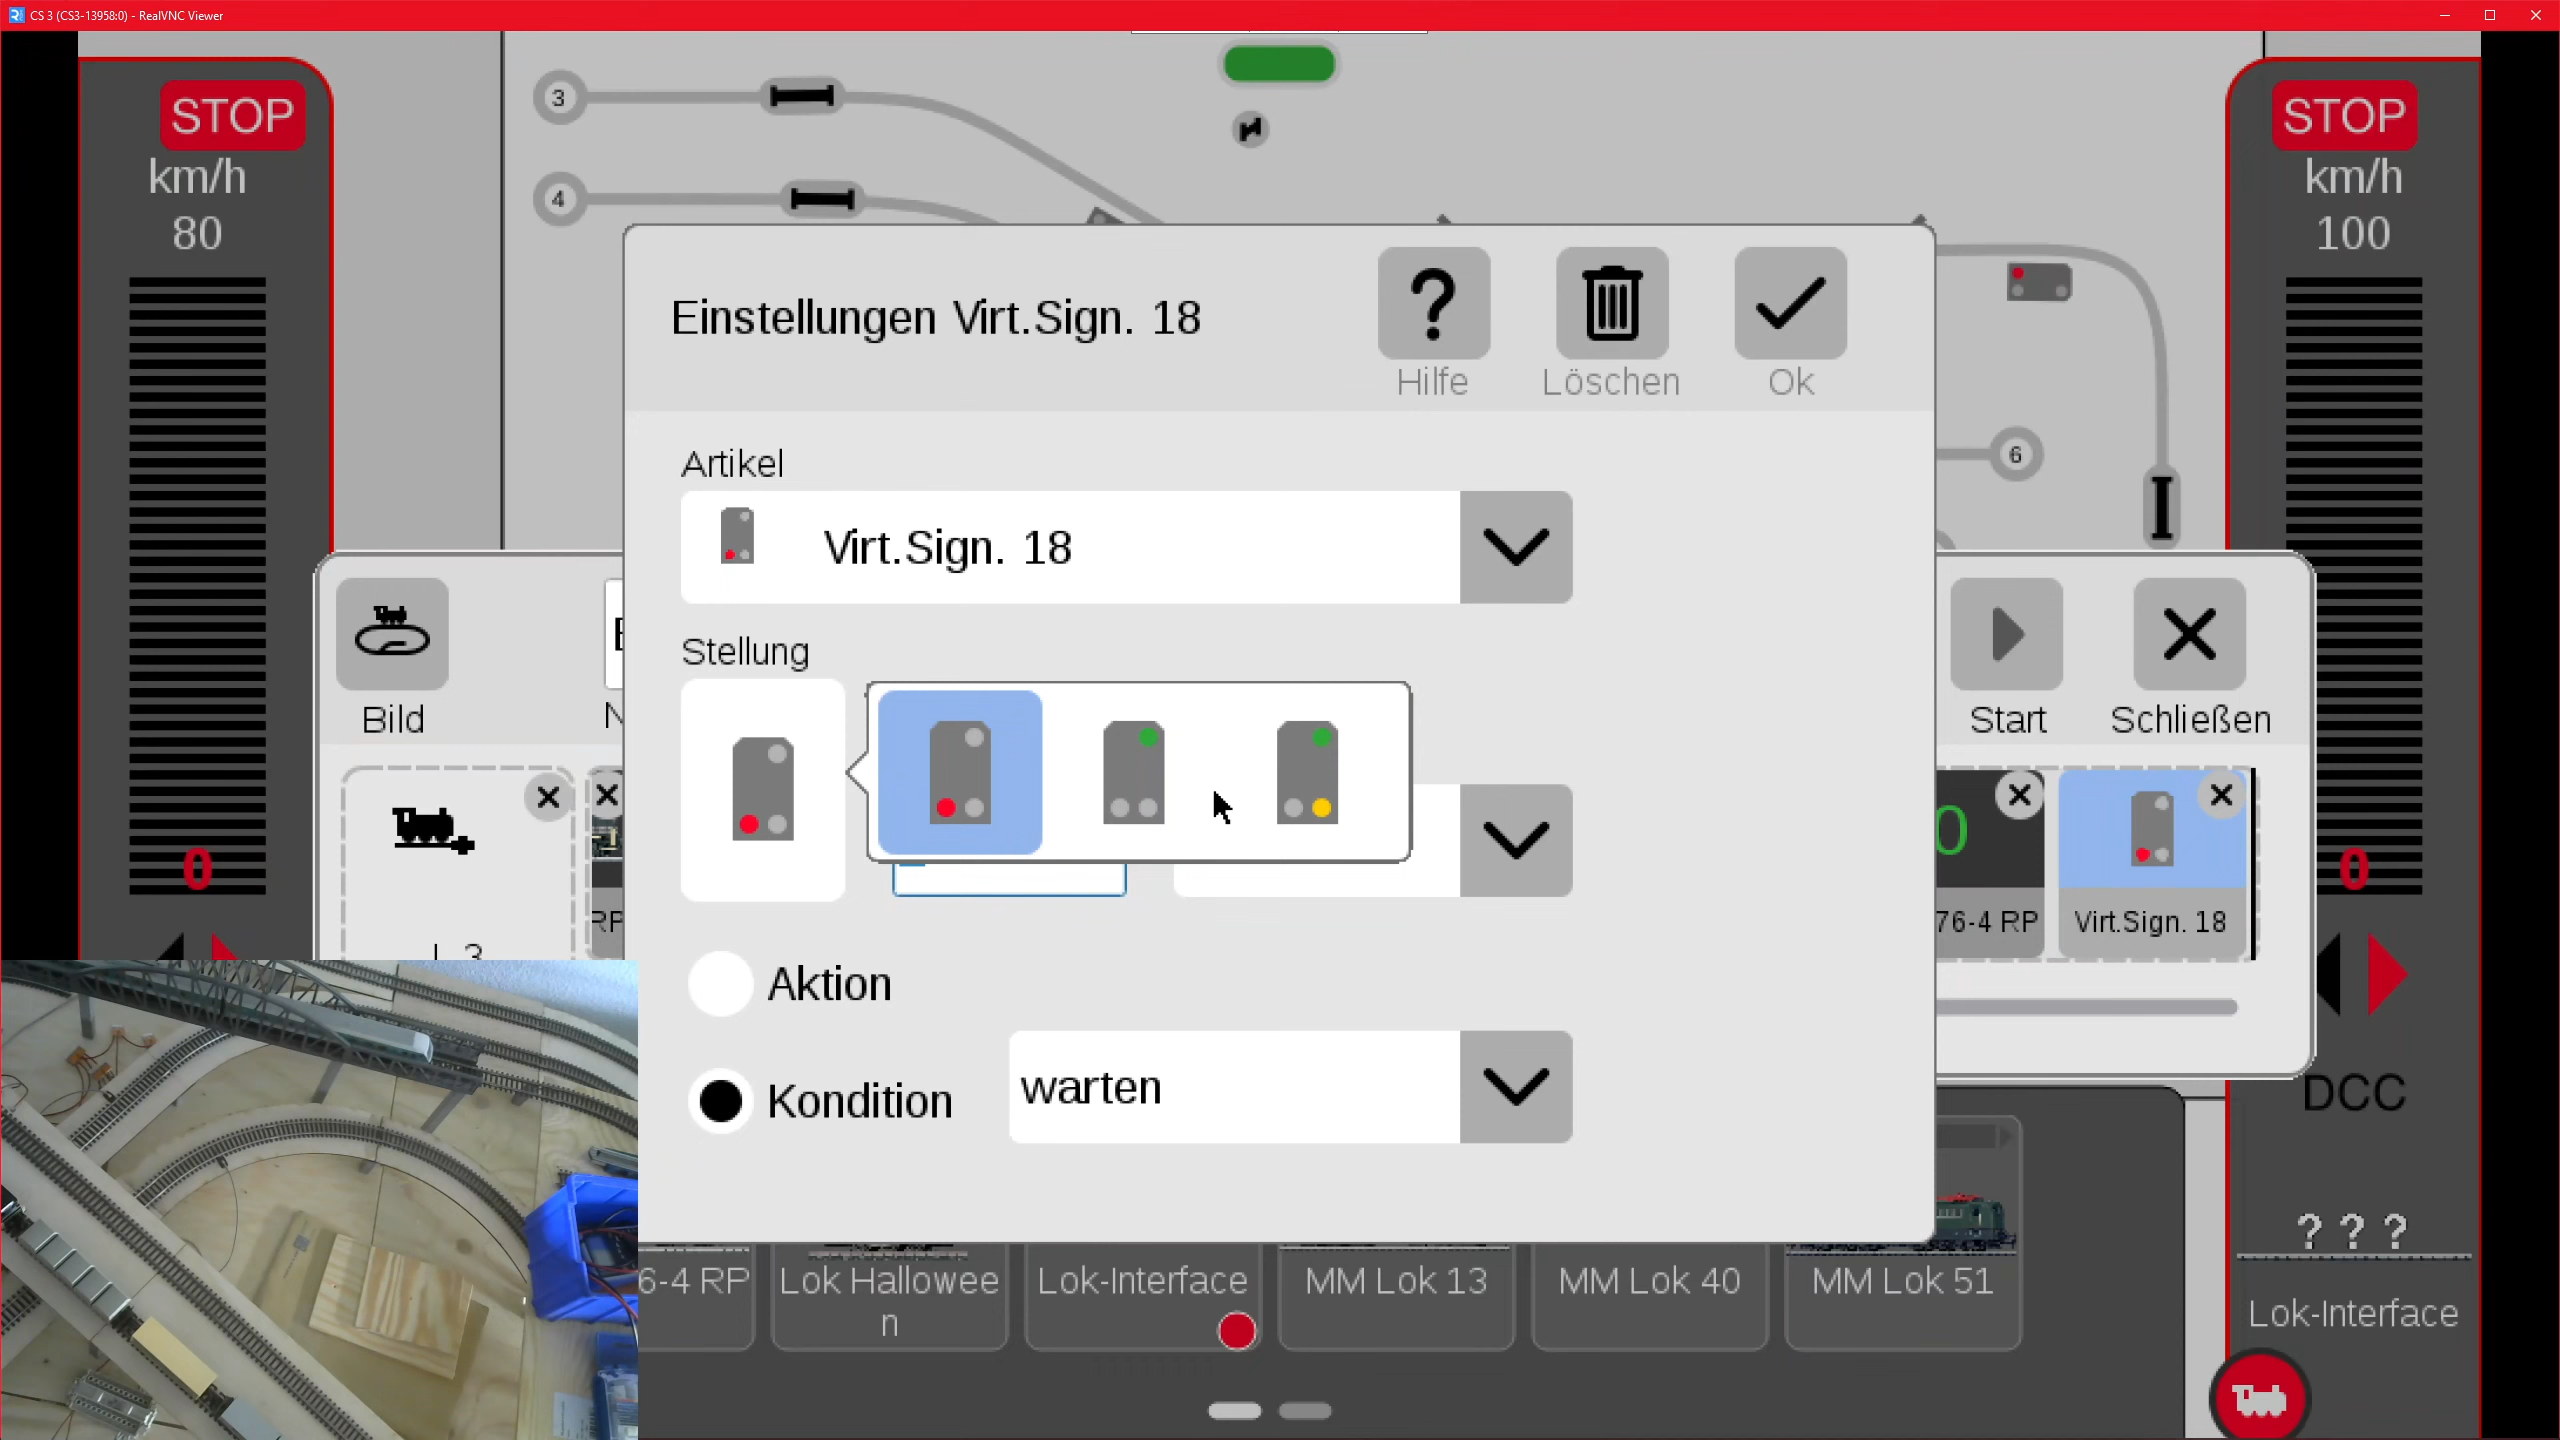 CS 3 (CS3-13958:0) - RealVNC Viewer
STOP
km/h
80
0
3
4
6
STOP
km/h
100
0
Einstellungen Virt.Sign. 18
Hilfe
Löschen
Ok
Artikel
Virt.Sign. 18
Stellung
Bild
Start
Schließen
RP
0
76-4 RP
Virt.Sign. 18
Aktion
Kondition
warten
DCC
? ? ?
Lok-Interface
6-4 RP
Lok Hallowee
n
Lok-Interface
MM Lok 13
MM Lok 40
MM Lok 51